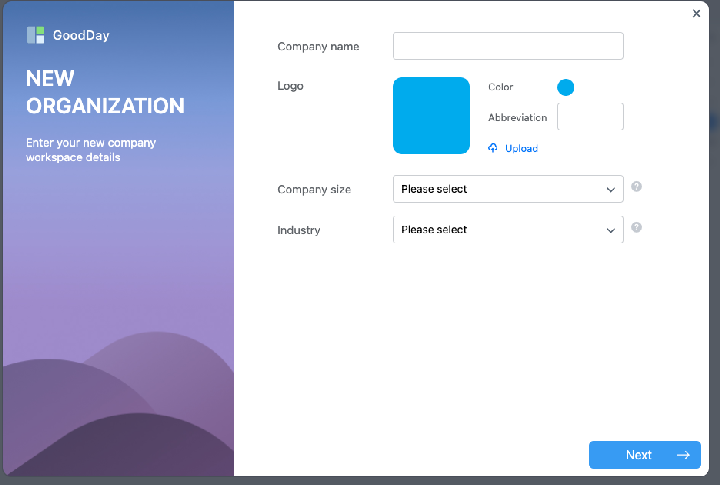 GoodDay
NEW
ORGANIZATION
Enter your new company
workspace details
Company name
Logo
Color
Abbreviation
Upload
Company size
Please select
?
Industry
Please select
?
Next